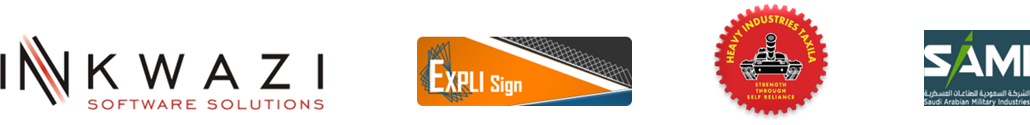 INKWAZI
SOFTWARE SOLUTIONS
EXPLI Sign
HEAVY INDUSTRIES TAXILA
STRENGTH
THROUGH
SELF RELIANCE
SAMI
الشركة السعودية للصناعات العسكرية
Saudi Arabian Military Industries